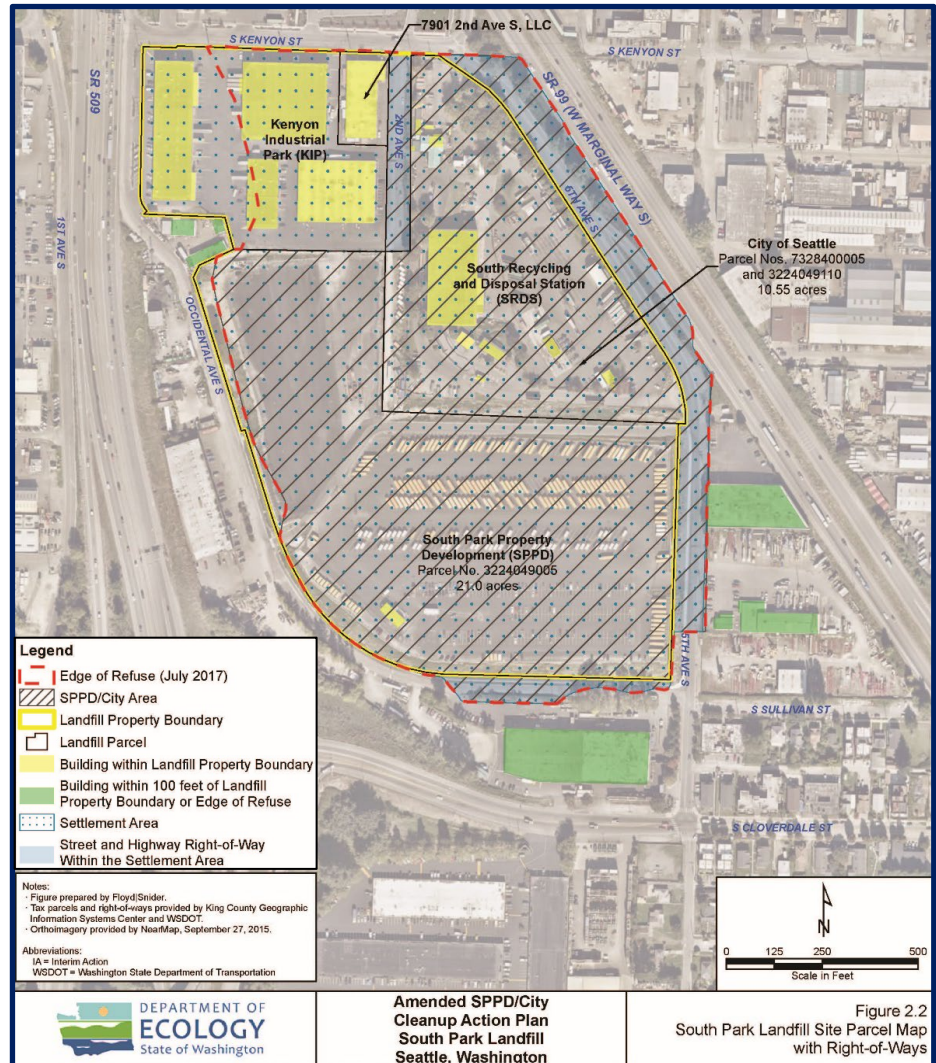 7901 2nd Ave S, LLC
S KENYON ST
S KENYON ST
SR 509
SR-99 (W MARGINAL WAY S)
2ND AVE S
Kenyon
Industrial
Park (KIP)
1ST AVE S
6TH AVE S
City of Seattle
Parcel Nos. 7328400005
and 3224049110
10.55 acres
South Recycling
and Disposal Station
(SRDS)
OCCIDENTAL AVE S
South Park Property
Development (SPPD)
Parcel No. 3224049005
21.0 acres
5TH AVE S
S SULLIVAN ST
S CLOVERDALE ST
Legend
Edge of Refuse (July 2017)
SPPD/City Area
Landfill Property Boundary
Landfill Parcel
Building within Landfill Property Boundary
Building within 100 feet of Landfill
Property Boundary or Edge of Refuse
Settlement Area
Street and Highway Right-of-Way
Within the Settlement Area
Notes:
· Figure prepared by Floyd|Snider.
· Tax parcels and right-of-ways provided by King County Geographic
Information Systems Center and WSDOT.
· Orthoimagery provided by NearMap, September 27, 2015.
Abbreviations:
IA = Interim Action
WSDOT = Washington State Department of Transportation
N
0 125 250 500
Scale in Feet
DEPARTMENT OF
ECOLOGY
State of Washington
Amended SPPD/City
Cleanup Action Plan
South Park Landfill
Seattle, Washington
Figure 2.2
South Park Landfill Site Parcel Map
with Right-of-Ways